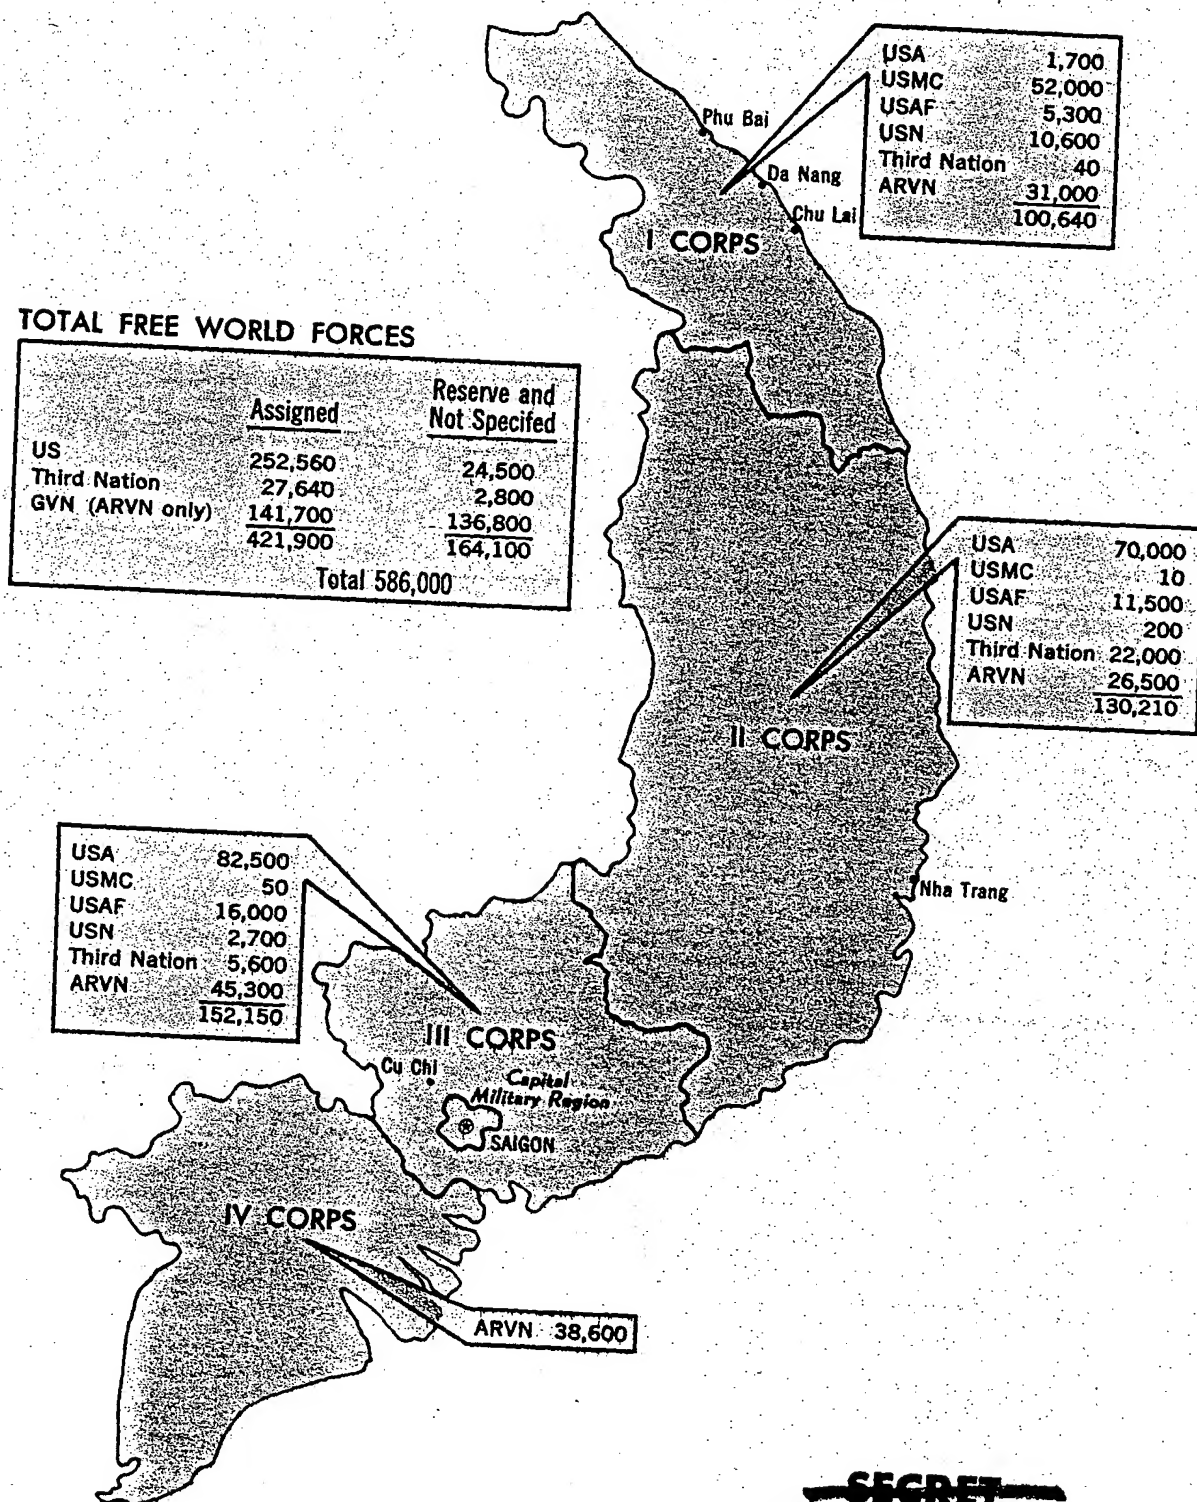 USA 1,700
USMC 52,000
USAF 5,300
USN 10,600
Third Nation 40
ARVN 31,000
100,640
Phu Bai
Da Nang
Chu Lai
I CORPS
TOTAL FREE WORLD FORCES
Assigned Reserve and
Not Specifed
US 252,560 24,500
Third Nation 27,640 2,800
GVN (ARVN only) 141,700 136,800
421,900 164,100
Total 586,000
USA 70,000
USMC 10
USAF 11,500
USN 200
Third Nation 22,000
ARVN 26,500
130,210
II CORPS
Nha Trang
USA 82,500
USMC 50
USAF 16,000
USN 2,700
Third Nation 5,600
ARVN 45,300
152,150
III CORPS
Cu Chi
Capital
Military Region
SAIGON
IV CORPS
ARVN 38,600
SECRET